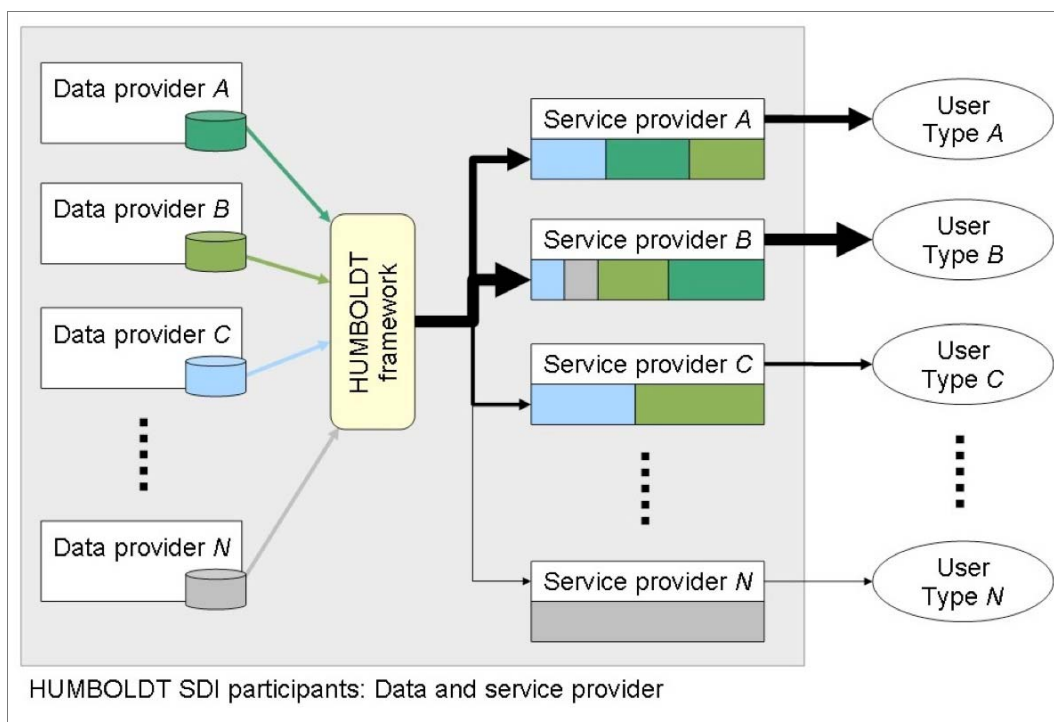 Data provider A
Data provider B
Data provider C
Data provider N
HUMBOLDT
framework
Service provider A
Service provider B
Service provider C
Service provider N
User
Type A
User
Type B
User
Type C
User
Type N
HUMBOLDT SDI participants: Data and service provider